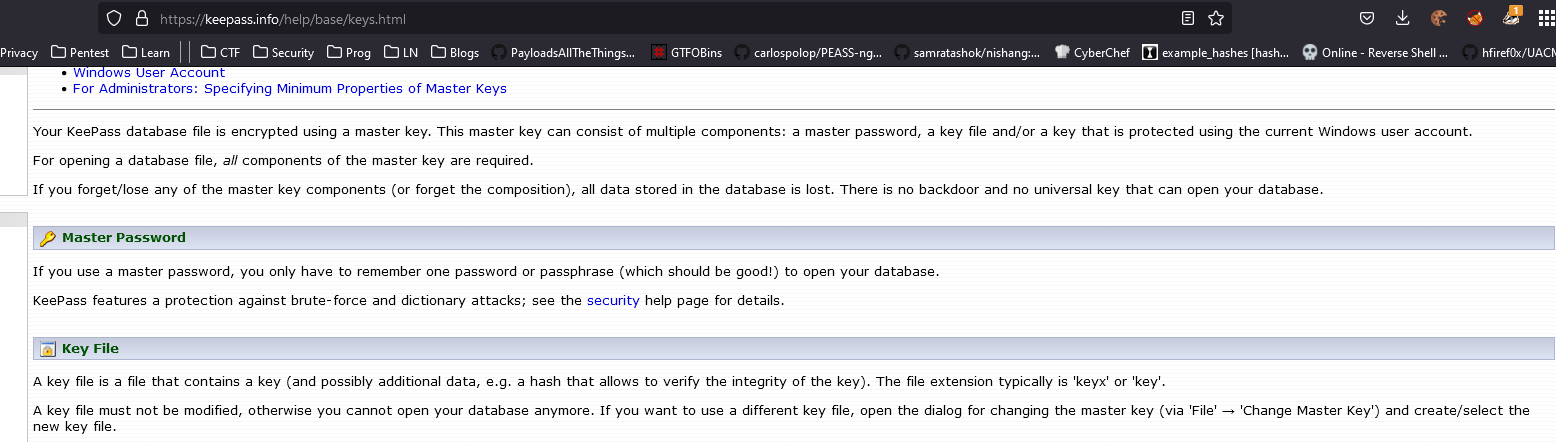 https://keepass.info/help/base/keys.html
1
Privacy Pentest Learn CTF Security Prog LN Blogs PayloadsAllTheThings... GTFOBins carlospolop/PEASS-ng... samratashok/nishang:... CyberChef example_hashes [hash... Online - Reverse Shell ... hfiref0x/UACM
• Windows User Account
• For Administrators: Specifying Minimum Properties of Master Keys
Your KeePass database file is encrypted using a master key. This master key can consist of multiple components: a master password, a key file and/or a key that is protected using the current Windows user account.
For opening a database file, all components of the master key are required.
If you forget/lose any of the master key components (or forget the composition), all data stored in the database is lost. There is no backdoor and no universal key that can open your database.
Master Password
If you use a master password, you only have to remember one password or passphrase (which should be good!) to open your database.
KeePass features a protection against brute-force and dictionary attacks; see the security help page for details.
Key File
A key file is a file that contains a key (and possibly additional data, e.g. a hash that allows to verify the integrity of the key). The file extension typically is 'keyx' or 'key'.
A key file must not be modified, otherwise you cannot open your database anymore. If you want to use a different key file, open the dialog for changing the master key (via 'File' → 'Change Master Key') and create/select the
new key file.